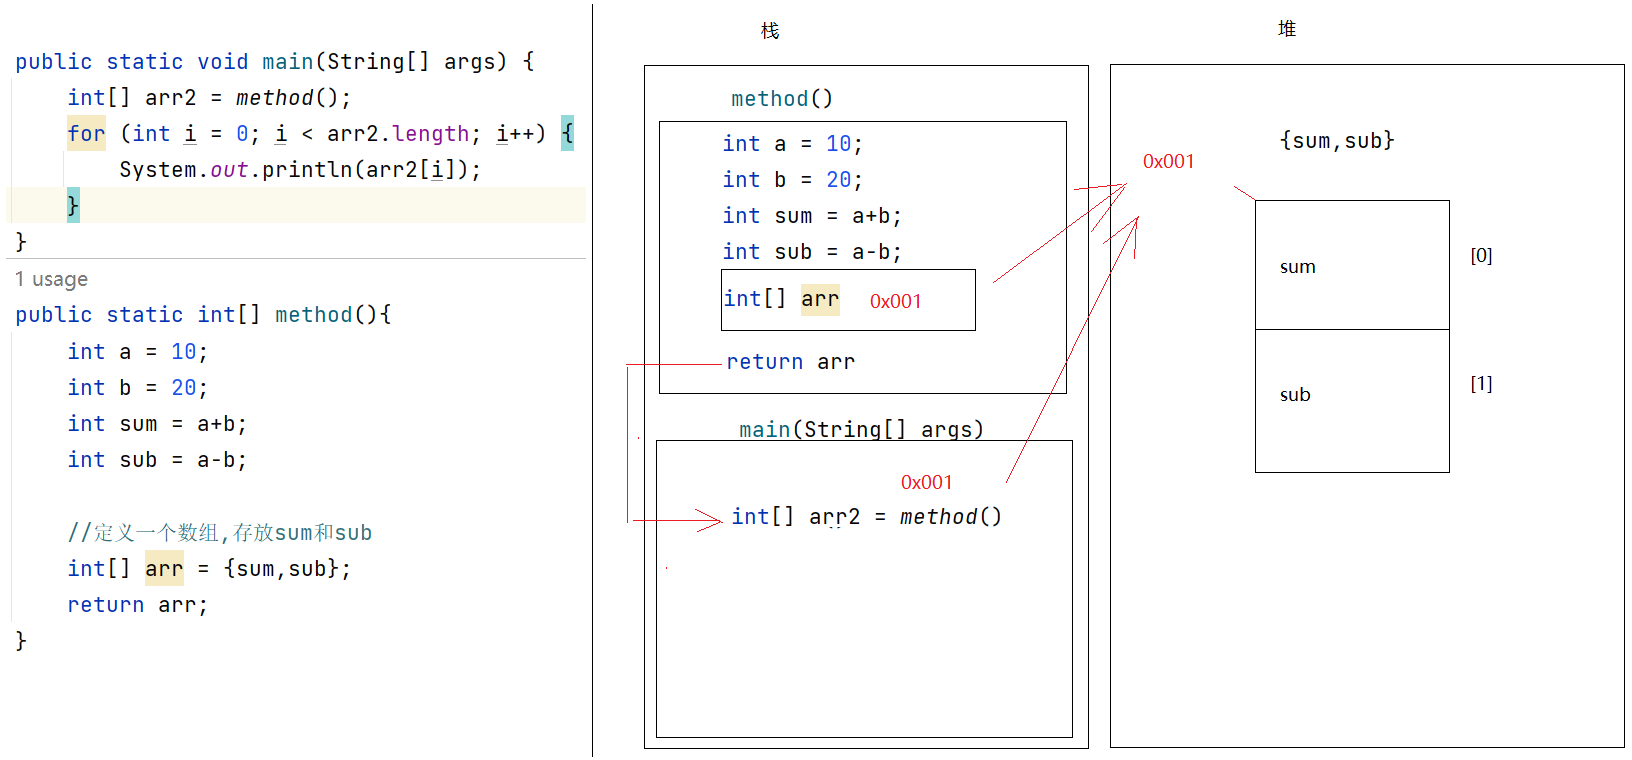 public static void main(String[] args) {
int[] arr2 = method();
for (int i = 0; i < arr2.length; i++) {
System.out.println(arr2[i]);
}
}
1 usage
public static int[] method(){
int a = 10;
int b = 20;
int sum = a+b;
int sub = a-b;
//定义一个数组,存放sum和sub
int[] arr = {sum,sub};
return arr;
}
栈
method()
int a = 10;
int b = 20;
int sum = a+b;
int sub = a-b;
int[] arr 0x001
return arr
main(String[] args)
0x001
int[] arr2 = method()
堆
{sum,sub}
0x001
sum [0]
sub [1]